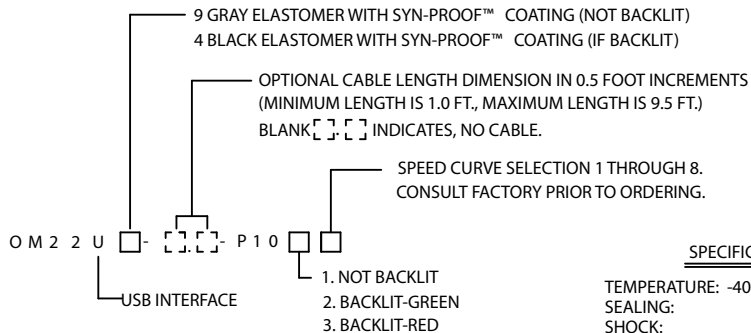 9 GRAY ELASTOMER WITH SYN-PROOF™ COATING (NOT BACKLIT)
4 BLACK ELASTOMER WITH SYN-PROOF™ COATING (IF BACKLIT)
OPTIONAL CABLE LENGTH DIMENSION IN 0.5 FOOT INCREMENTS
(MINIMUM LENGTH IS 1.0 FT., MAXIMUM LENGTH IS 9.5 FT.)
BLANK [ ]. [ ] INDICATES, NO CABLE.
SPEED CURVE SELECTION 1 THROUGH 8.
CONSULT FACTORY PRIOR TO ORDERING.
O M 2 2 U □- [ ].[ ]- P 1 0 □ □
USB INTERFACE
1. NOT BACKLIT
2. BACKLIT-GREEN
3. BACKLIT-RED
SPECIFIC
TEMPERATURE: -40
SEALING:
SHOCK: